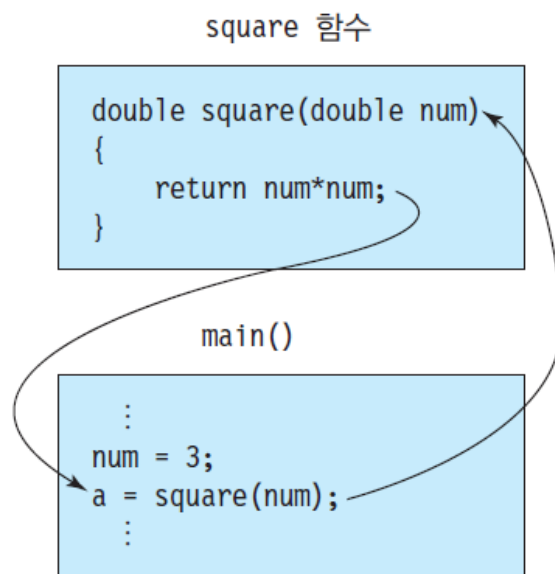 square 함수
double square(double num)
{
return num*num;
}
main()
⋮
num = 3;
a = square(num);
⋮